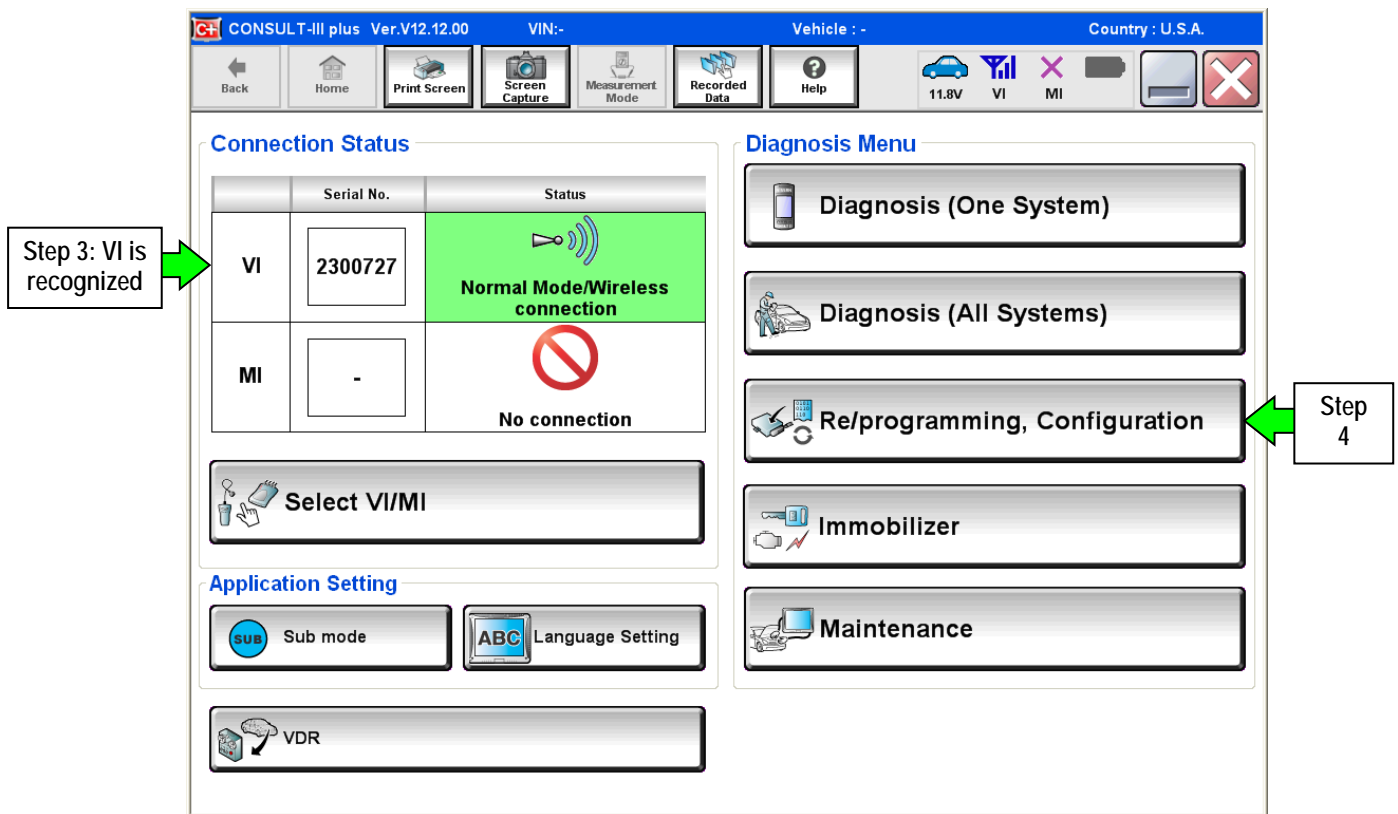 C+ CONSULT-III plus Ver.V12.12.00 VIN:- Vehicle : - Country : U.S.A.
Back
Home
Print Screen
Screen
Capture
Measurement
Mode
Recorded
Data
? Help
11.8V
VI
MI
Connection Status
Serial No. Status
Step 3: VI is
recognized
VI
2300727
Normal Mode/Wireless
connection
MI
-
No connection
Select VI/MI
Application Setting
SUB Sub mode
ABC Language Setting
VDR
Diagnosis Menu
Diagnosis (One System)
Diagnosis (All Systems)
Re/programming, Configuration
Step
4
Immobilizer
Maintenance